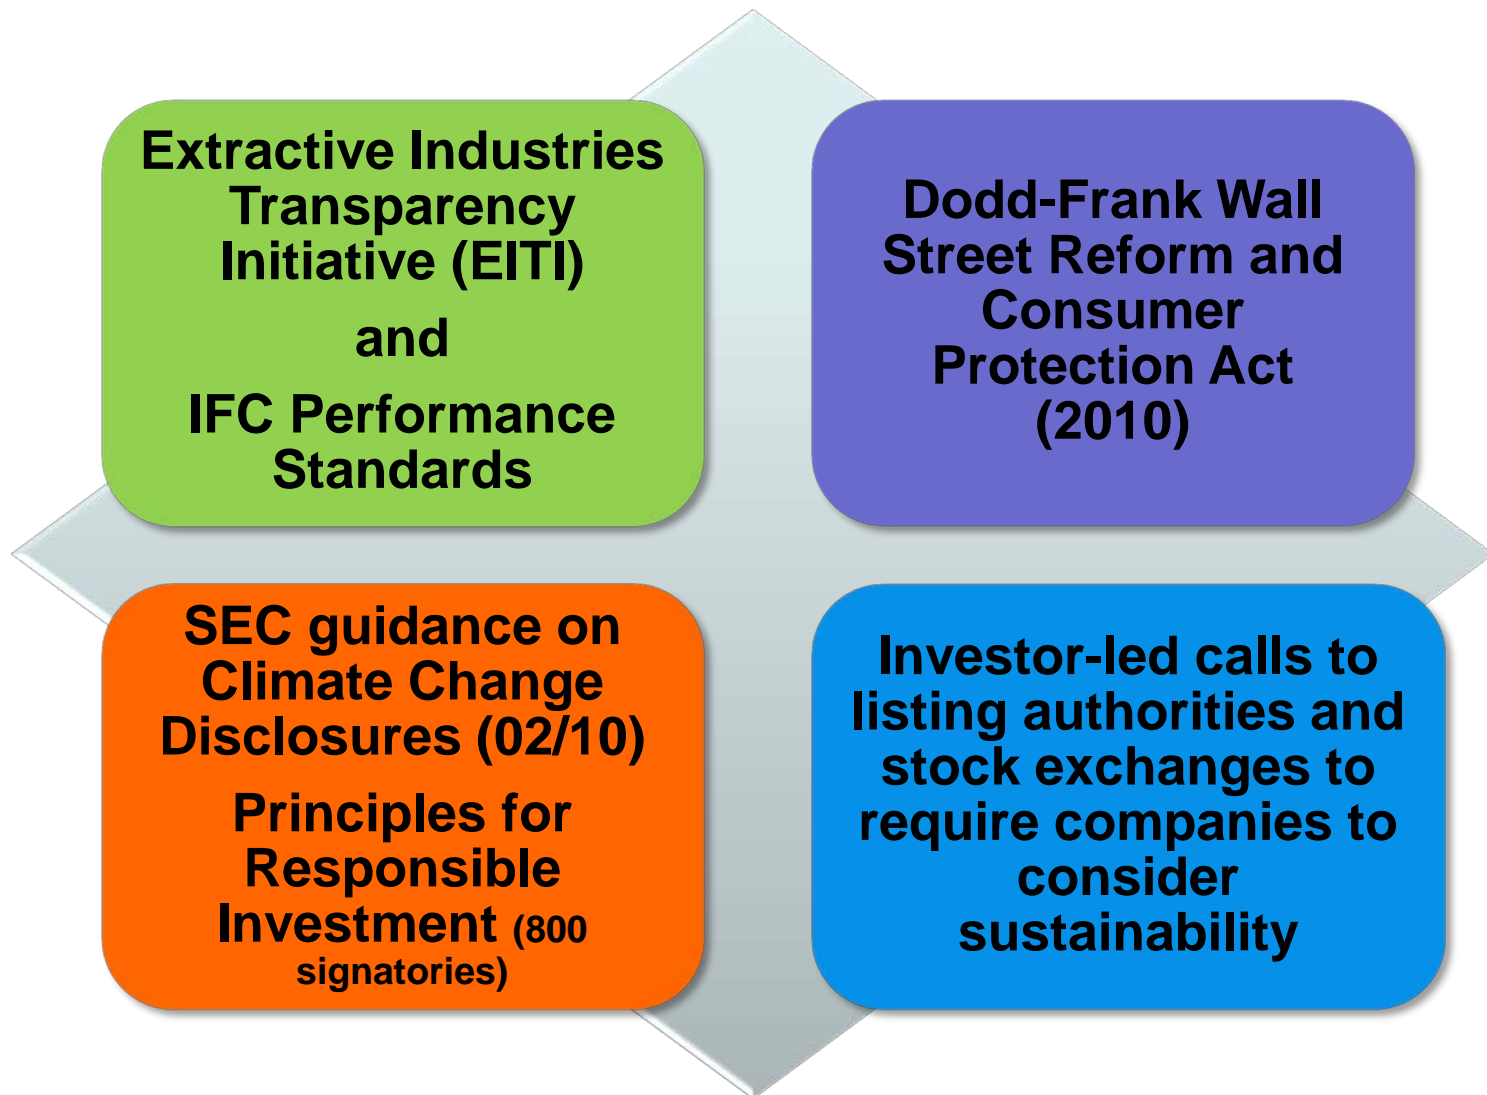 Extractive Industries
Transparency
Initiative (EITI)
and
IFC Performance
Standards
Dodd-Frank Wall
Street Reform and
Consumer
Protection Act
(2010)
SEC guidance on
Climate Change
Disclosures (02/10)
Principles for
Responsible
Investment (800
signatories)
Investor-led calls to
listing authorities and
stock exchanges to
require companies to
consider
sustainability